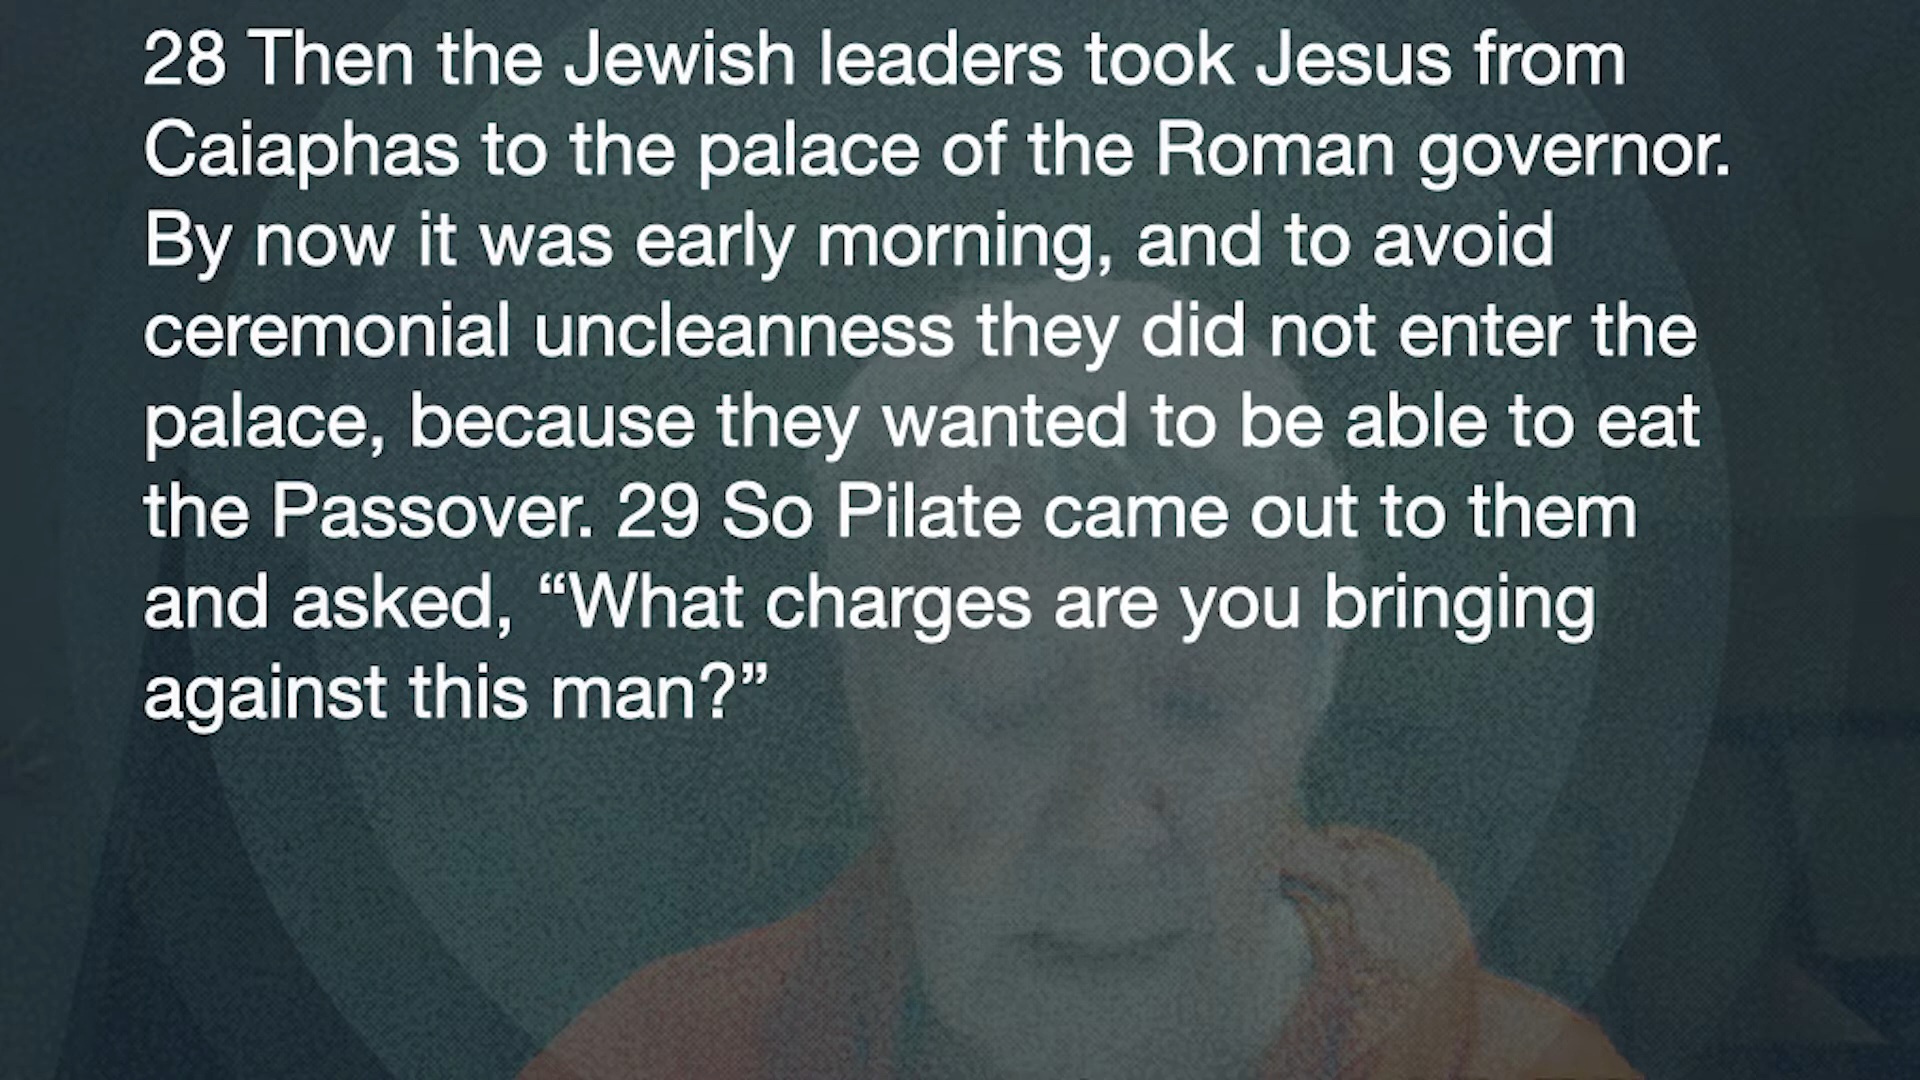 28 Then the Jewish leaders took Jesus from
Caiaphas to the palace of the Roman governor.
By now it was early morning, and to avoid
ceremonial uncleanness they did not enter the
palace, because they wanted to be able to eat
the Passover. 29 So Pilate came out to them
and asked, “What charges are you bringing
against this man?”